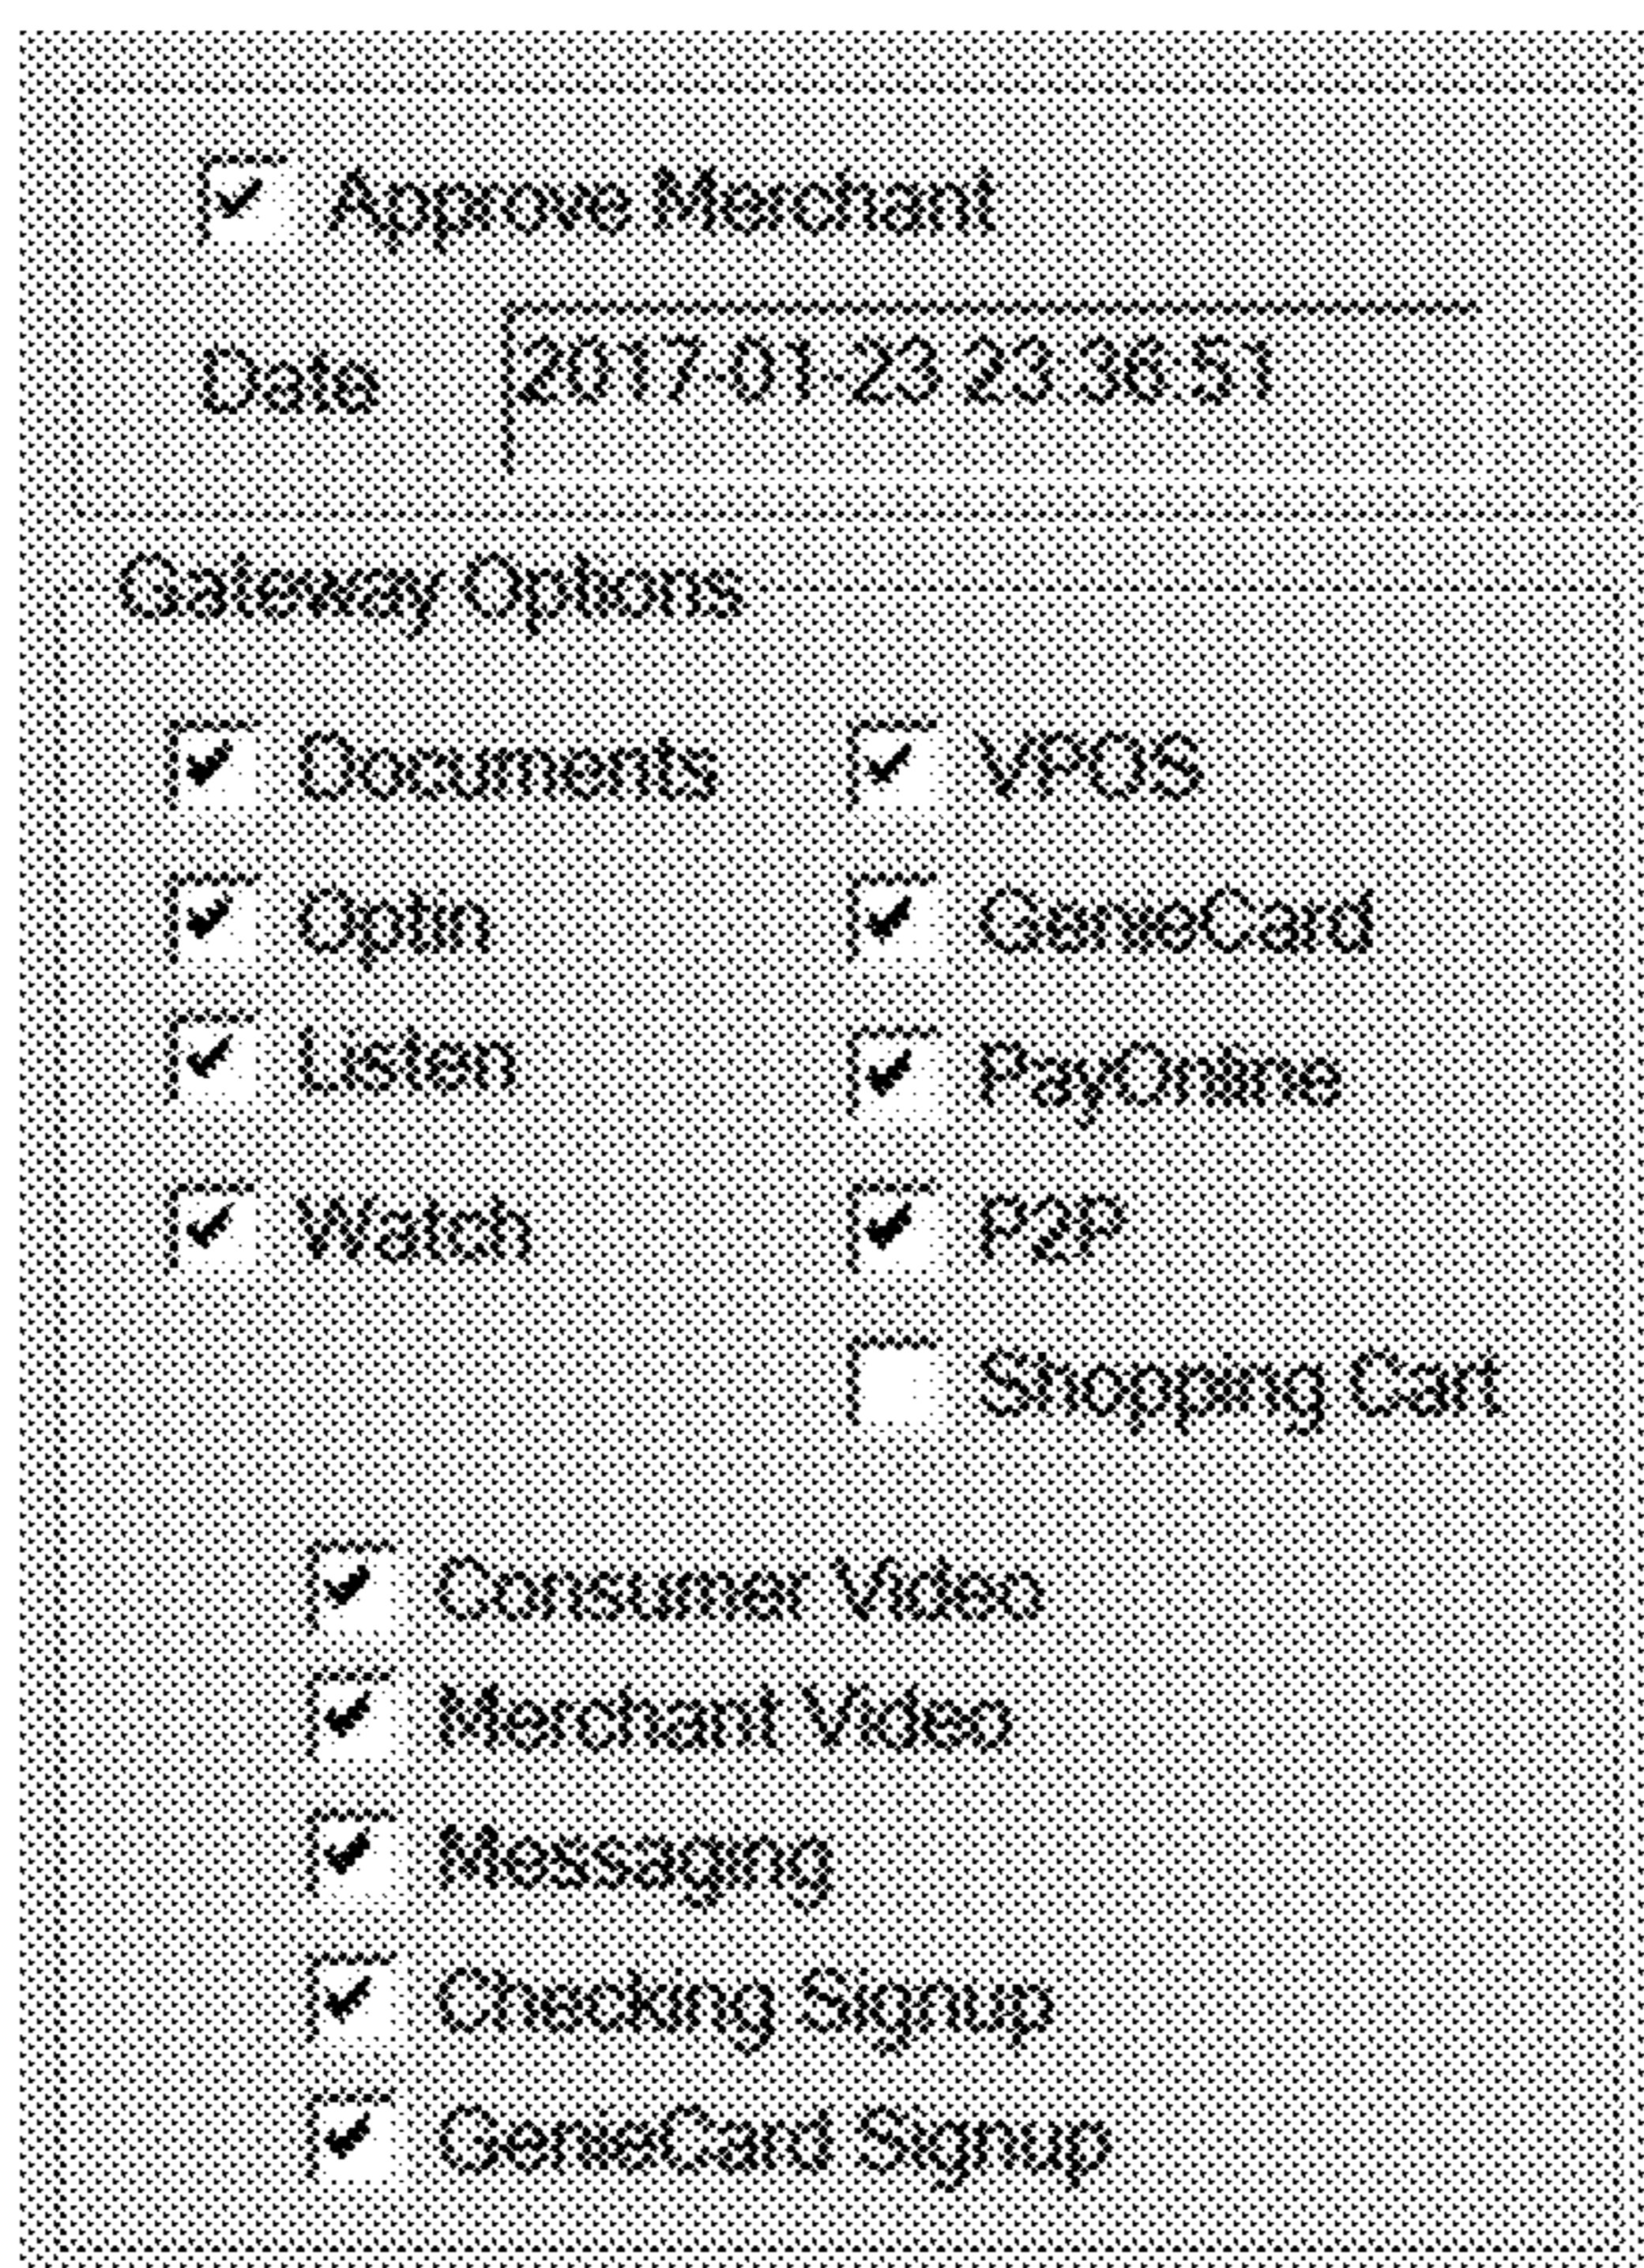 Approve Merchant
Date 2017-01-23 23:36:51
Gateway Options
Documents VPOS
Optin GenieCard
Listen PayOnline
Watch P2P
Shopping Cart
Consumer Video
Merchant Video
Messaging
Checking Signup
GenieCard Signup